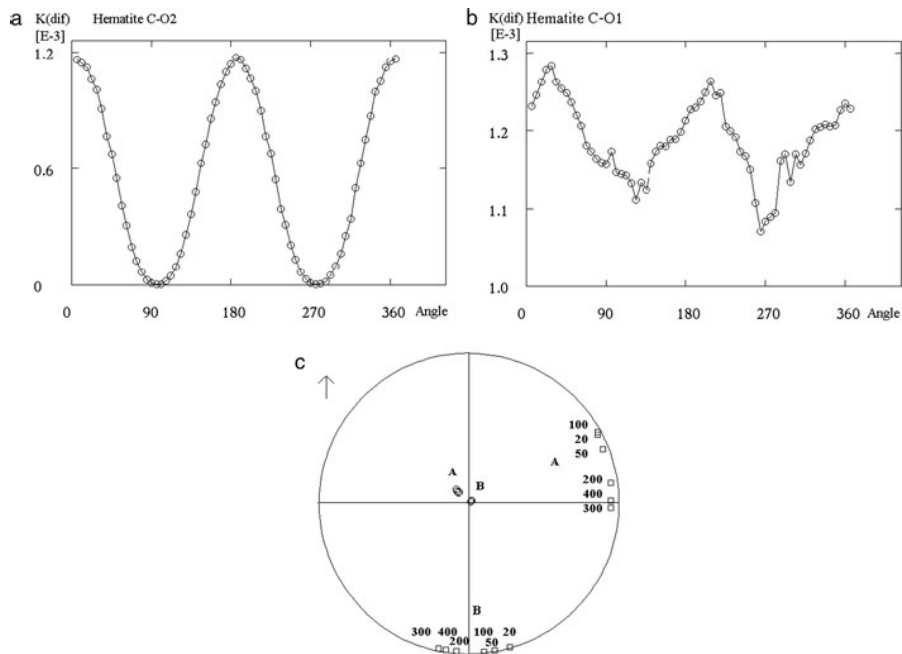 a
K(dif) Hematite C-O2
[E-3]
1.2
0.6
0
0 90 180 270 360 Angle
b
K(dif) Hematite C-O1
[E-3]
1.3
1.2
1.1
1.0
0 90 180 270 360 Angle
c
100
20
50
A
A
B
200
400
300
B
300 400 200 100 50 20